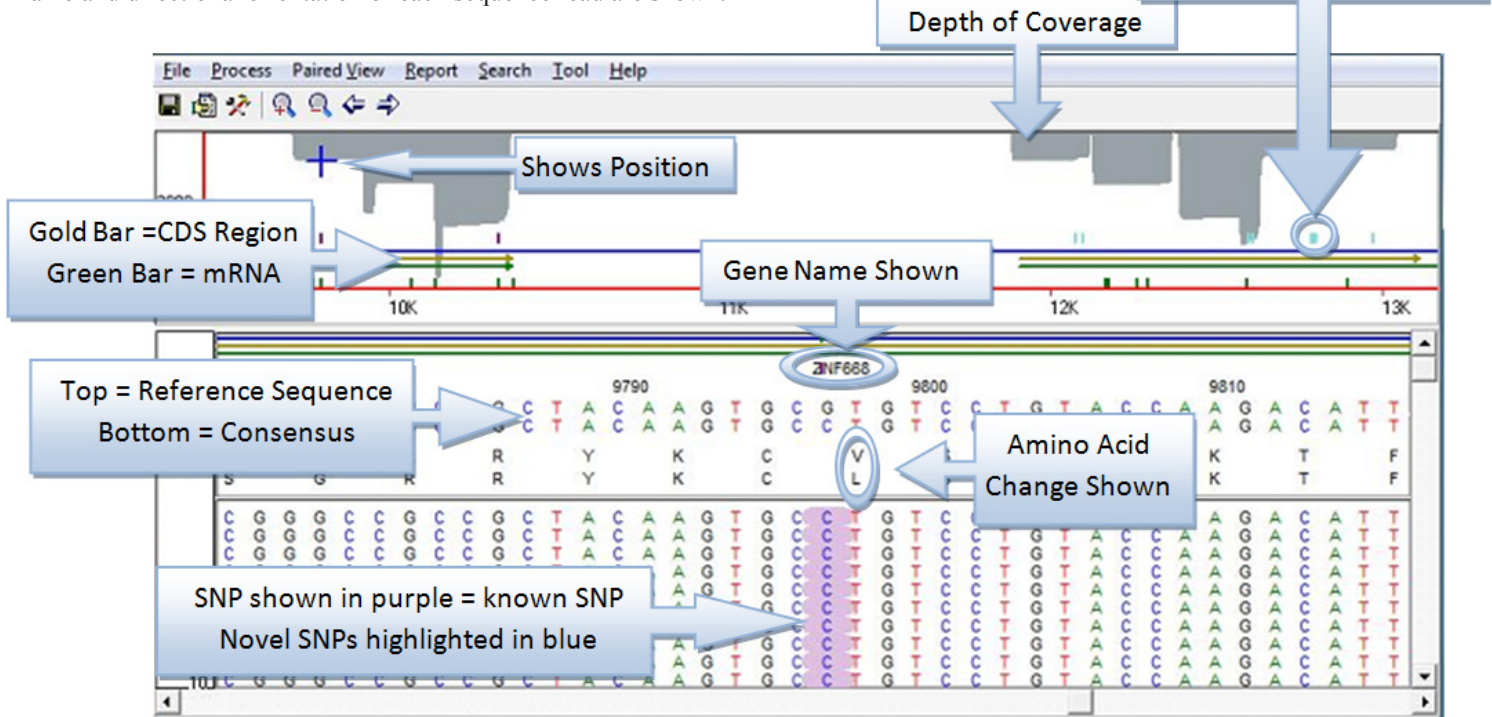 Depth of Coverage
File Process Paired View Report Search Tool Help
Shows Position
Gold Bar =CDS Region
Green Bar = mRNA
Gene Name Shown
10K 11K 12K 13K
ZNF668
9790 9800 9810
Top = Reference Sequence
Bottom = Consensus
G C T A C A A G T G C G T G T C C T G T A C C A A G A C A T T
G C T A C A A G T G C C T G T C A G A C A T T
R Y K C V K T F
S G R R Y K C L K T F
Amino Acid
Change Shown
C G G G C C G C C G C T A C A A G T G C C T G T C C A G A C A T T
C G G G C C G C C G C T A C A A G T G C C T G T C C T G T A C C A A G A C A T T
C G G G C C G C C G C T A C A A G T G C C T G T C C T G T A C C A A G A C A T T
A G T G C C T G T C C T G T A C C A A G A C A T T
A G T G C C T G T C C T G T A C C A A G A C A T T
A G T G C C T G T C C T G T A C C A A G A C A T T
A G T G C C T G T C C T G T A C C A A G A C A T T
A G T G C C T G T C C T G T A C C A A G A C A T T
A G T G C C T G T C C T G T A C C A A G A C A T T
C G G G C C G C C G C T A C A A G T G C C T G T C C T G T A C C A A G A C A T T
SNP shown in purple = known SNP
Novel SNPs highlighted in blue